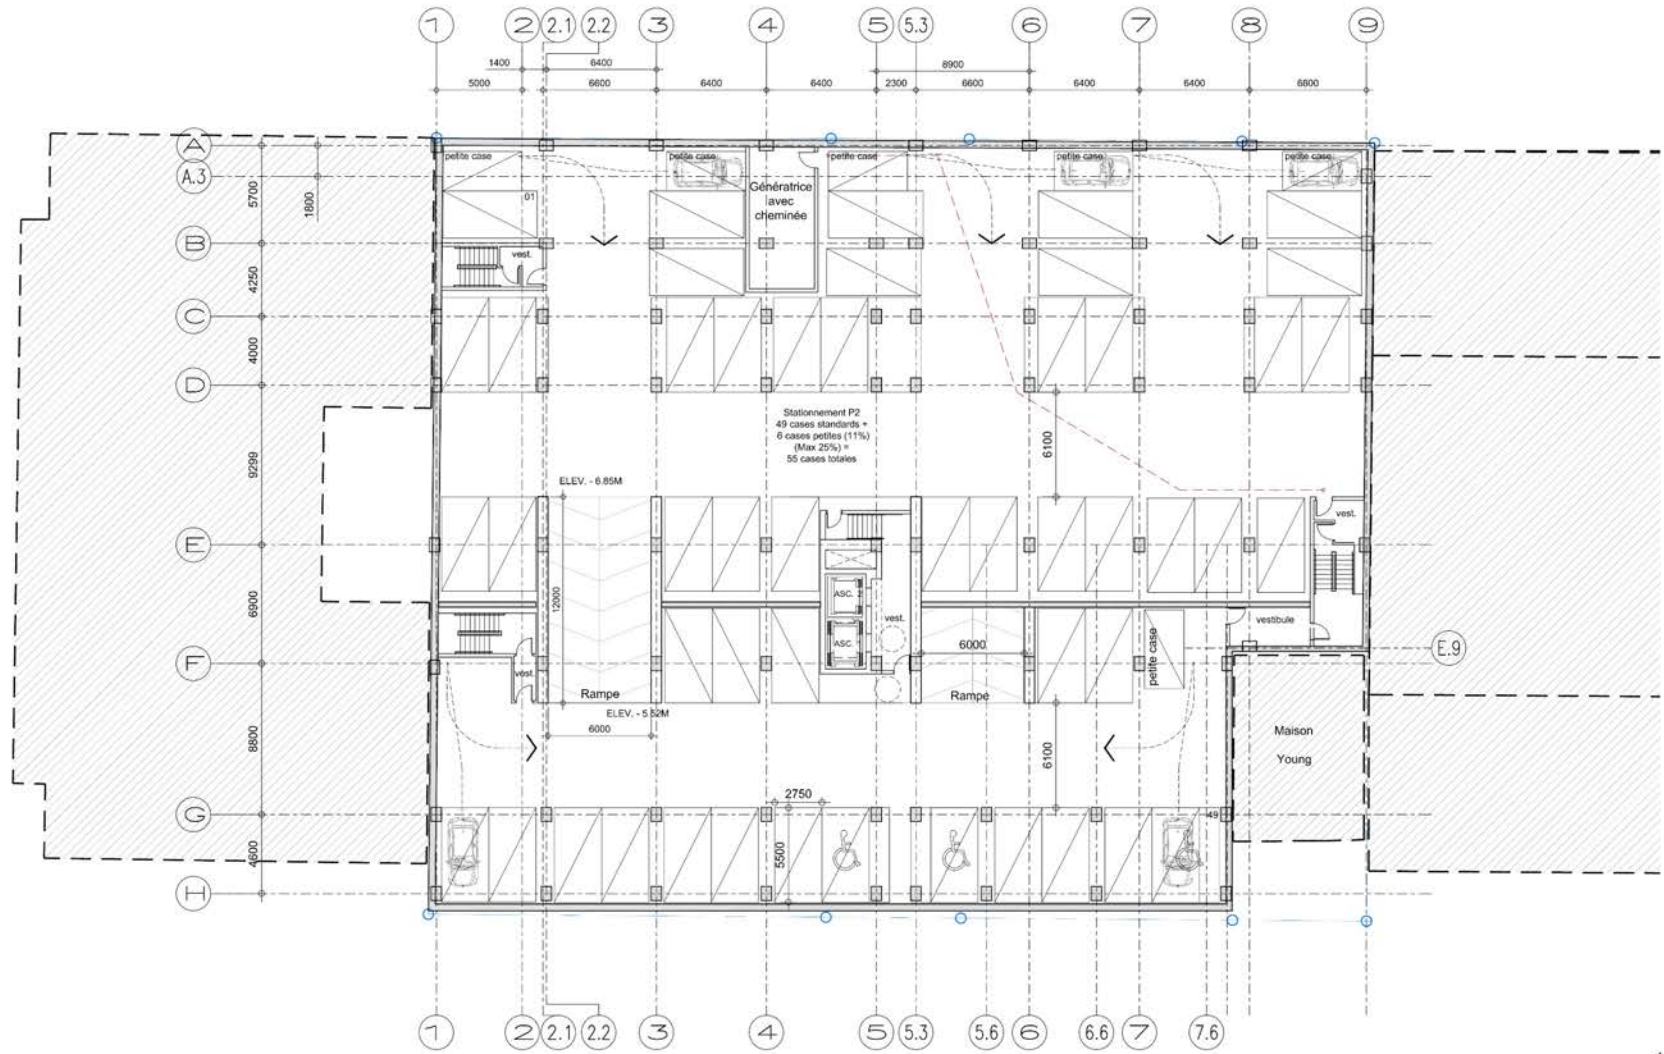 1 2 2.1 2.2 3 4 5 5.3 6 7 8 9
1400 6400 8900
5000 6600 6400 6400 2300 6600 6400 6400 6800
A
petite case petite case petite case petite case petite case
A.3
5700
1800
01
Génératrice
avec
cheminée
B
vest.
4250
C
4000
D
Stationnement P2
49 cases standards +
6 cases petites (11%)
(Max 25%) =
55 cases totales
6100
9299
ELEV. - 6.85M
vest.
E
12000
ASC. 2
6900
vest.
vestibule
ASC.
6000
petite case
E.9
F
vest.
Rampe
Rampe
ELEV. - 5.52M
6000
Maison
Young
8800
6100
2750
G
49
5500
4600
H
1 2 2.1 2.2 3 4 5 5.3 5.6 6 6.6 7 7.6